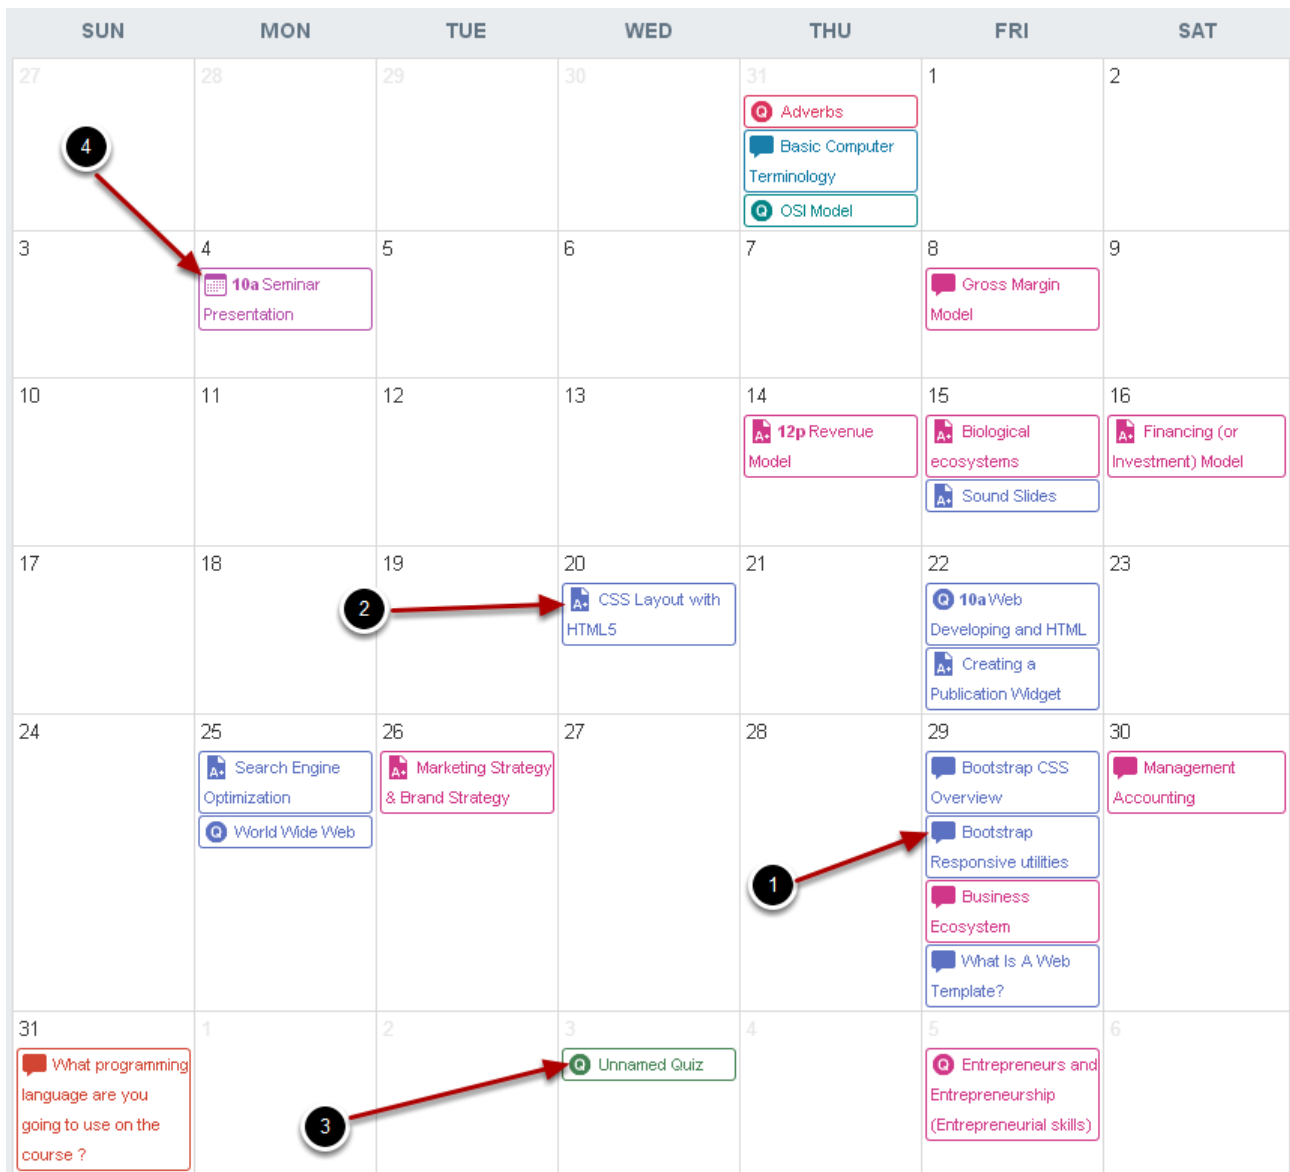 SUN MON TUE WED THU FRI SAT
27 28 29 30 31 1 2
Q Adverbs
Basic Computer
Terminology
Q OSI Model
4
3 4 5 6 7 8 9
10a Seminar
Presentation
Gross Margin
Model
10 11 12 13 14 15 16
A+ 12p Revenue
Model
A+ Biological
ecosystems
A+ Sound Slides
A+ Financing (or
Investment) Model
17 18 19 20 21 22 23
2
A+ CSS Layout with
HTML5
Q 10a Web
Developing and HTML
A+ Creating a
Publication Widget
24 25 26 27 28 29 30
A+ Search Engine
Optimization
Q World Wide Web
A+ Marketing Strategy
& Brand Strategy
1
Bootstrap CSS
Overview
Bootstrap
Responsive utilities
Business
Ecosystem
What Is A Web
Template?
Management
Accounting
31 1 2 3 4 5 6
What programming
language are you
going to use on the
course ?
3
Q Unnamed Quiz
Q Entrepreneurs and
Entrepreneurship
(Entrepreneurial skills)